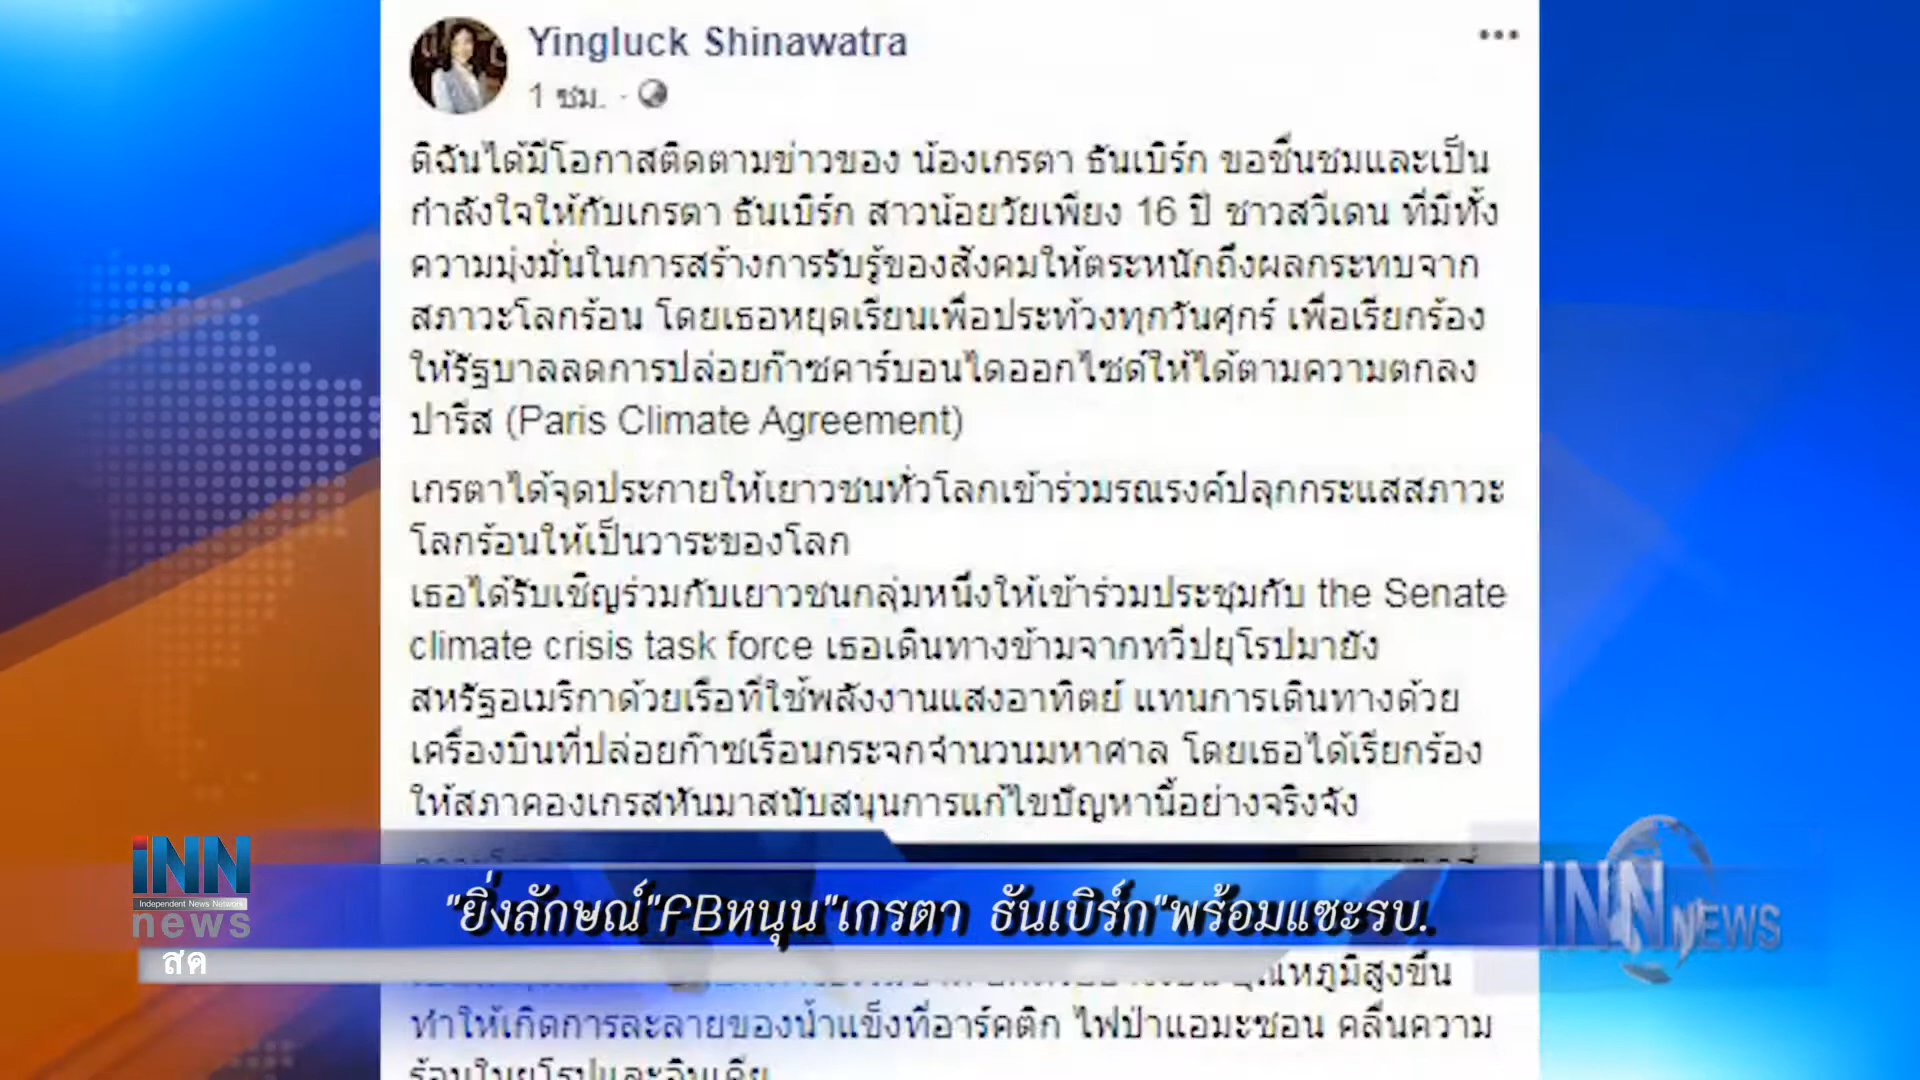 Yingluck Shinawatra
1 ชม. ·
ดิฉันได้มีโอกาสติดตามข่าวของ น้องเกรตา ธันเบิร์ก ขอชื่นชมและเป็น
กำลังใจให้กับเกรตา ธันเบิร์ก สาวน้อยวัยเพียง 16 ปี ชาวสวีเดน ที่มีทั้ง
ความมุ่งมั่นในการสร้างการรับรู้ของสังคมให้ตระหนักถึงผลกระทบจาก
สภาวะโลกร้อน โดยเธอหยุดเรียนเพื่อประท้วงทุกวันศุกร์ เพื่อเรียกร้อง
ให้รัฐบาลลดการปล่อยก๊าซคาร์บอนไดออกไซด์ให้ได้ตามความตกลง
ปารีส (Paris Climate Agreement)
เกรตาได้จุดประกายให้เยาวชนทั่วโลกเข้าร่วมรณรงค์ปลุกกระแสสภาวะ
โลกร้อนให้เป็นวาระของโลก
เธอได้รับเชิญร่วมกับเยาวชนกลุ่มหนึ่งให้เข้าร่วมประชุมกับ the Senate
climate crisis task force เธอเดินทางข้ามจากทวีปยุโรปมายัง
สหรัฐอเมริกาด้วยเรือที่ใช้พลังงานแสงอาทิตย์ แทนการเดินทางด้วย
เครื่องบินที่ปล่อยก๊าซเรือนกระจกจำนวนมหาศาล โดยเธอได้เรียกร้อง
ให้สภาคองเกรสหันมาสนับสนุนการแก้ไขปัญหานี้อย่างจริงจัง
iNN
Independent News Network
news
สด
"ยิ่งลักษณ์"FBหนุน"เกรตา ธันเบิร์ก"พร้อมแซะรบ.
INN NEWS
อุณหภูมิสูงขึ้น
ทำให้เกิดการละลายของน้ำแข็งที่อาร์คติก ไฟป่าแอมะซอน คลื่นความ
ร้อนในยุโรปและอินเดีย